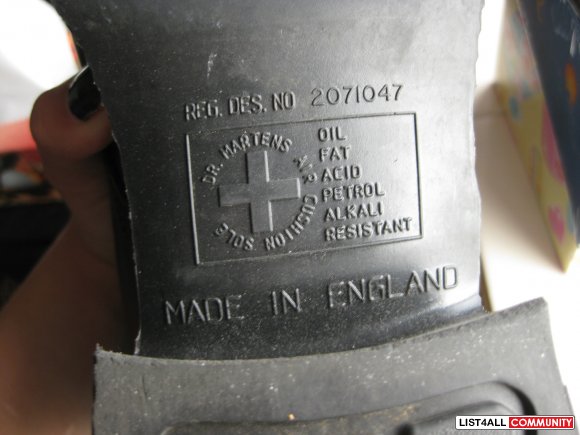 REG. DES. NO 2071047
DR. MARTENS AIR CUSHION SOLE
OIL
FAT
ACID
PETROL
ALKALI
RESISTANT
MADE IN ENGLAND
LIST4ALL COMMUNITY